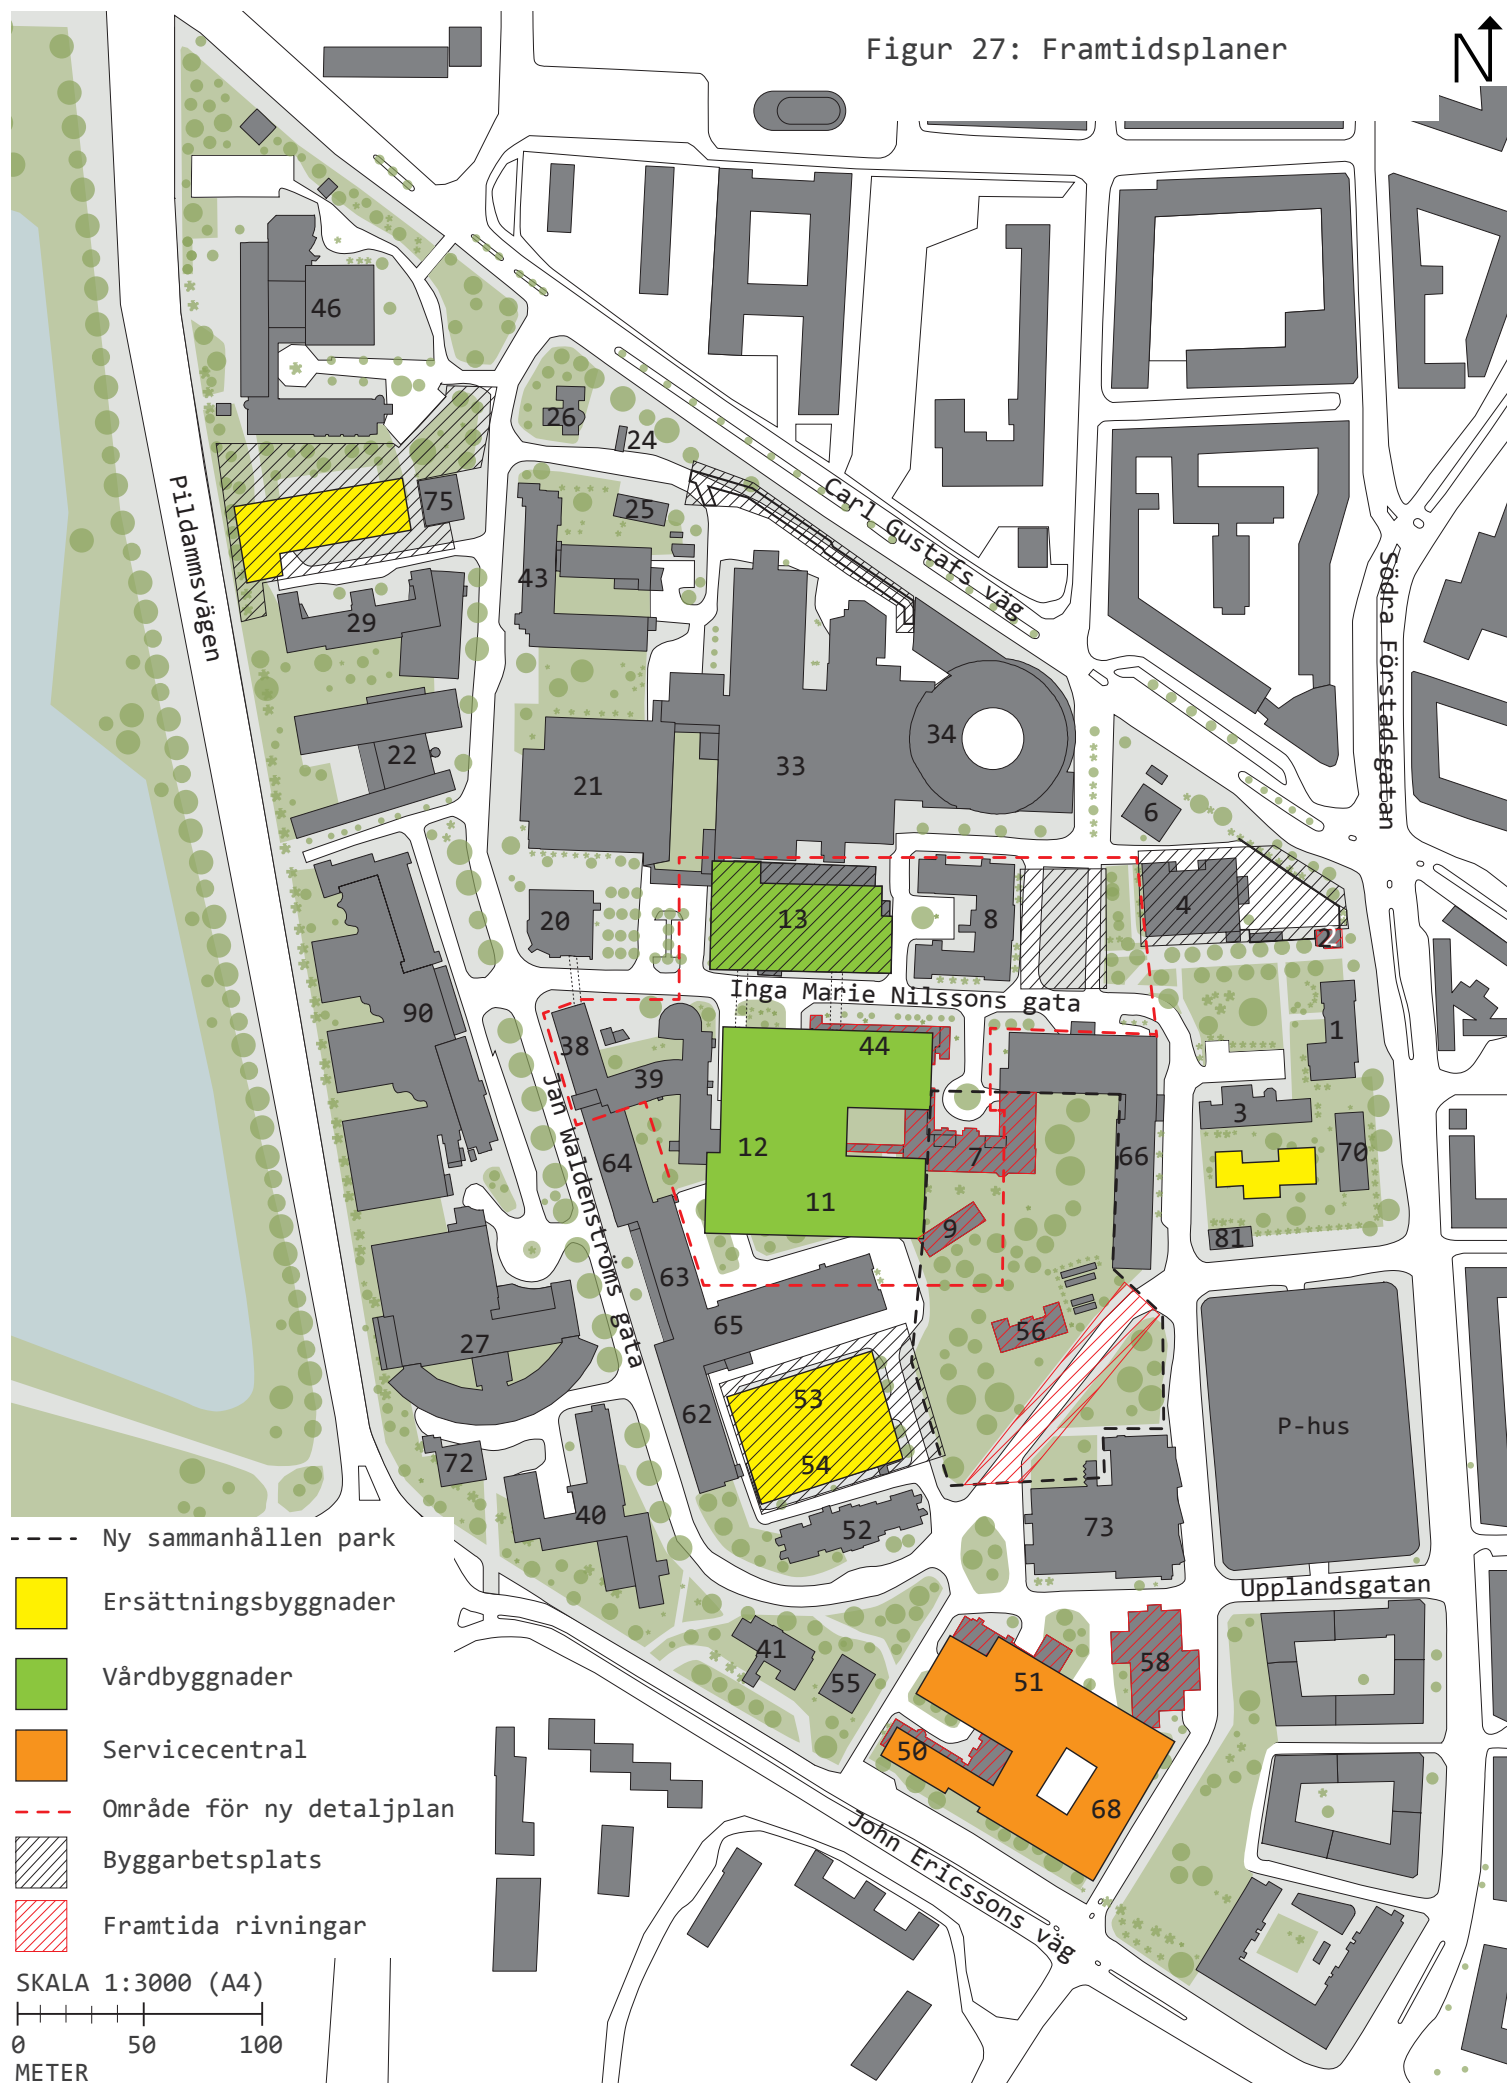 Figur 27: Framtidsplaner
N
46
26
24
Carl Gustafs väg
Pildammsvägen
75
25
43
Södra Förstadsgatan
29
34
22
33
21
6
13
8
4
20
2
Inga Marie Nilssons gata
90
38
44
1
39
Jan Waldenströms gata
3
12
7
66
70
64
11
9
81
63
65
56
27
53
62
P-hus
54
72
40
52
73
Ny sammanhållen park
Upplandsgatan
Ersättningsbyggnader
41
58
55
51
Vårdbyggnader
50
Servicecentral
68
Område för ny detaljplan
John Ericssons väg
Byggarbetsplats
Framtida rivningar
SKALA 1:3000 (A4)
0 50 100
METER